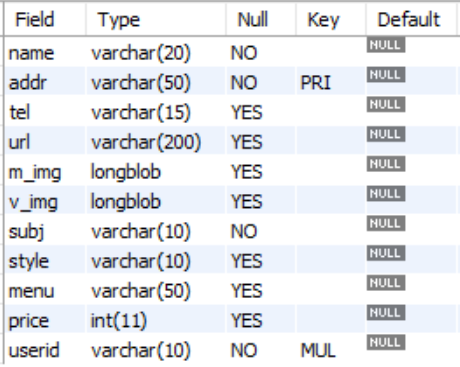 Field Type Null Key Default
name varchar(20) NO NULL
addr varchar(50) NO PRI NULL
tel varchar(15) YES NULL
url varchar(200) YES NULL
m_img longblob YES NULL
v_img longblob YES NULL
subj varchar(10) NO NULL
style varchar(10) YES NULL
menu varchar(50) YES NULL
price int(11) YES NULL
userid varchar(10) NO MUL NULL